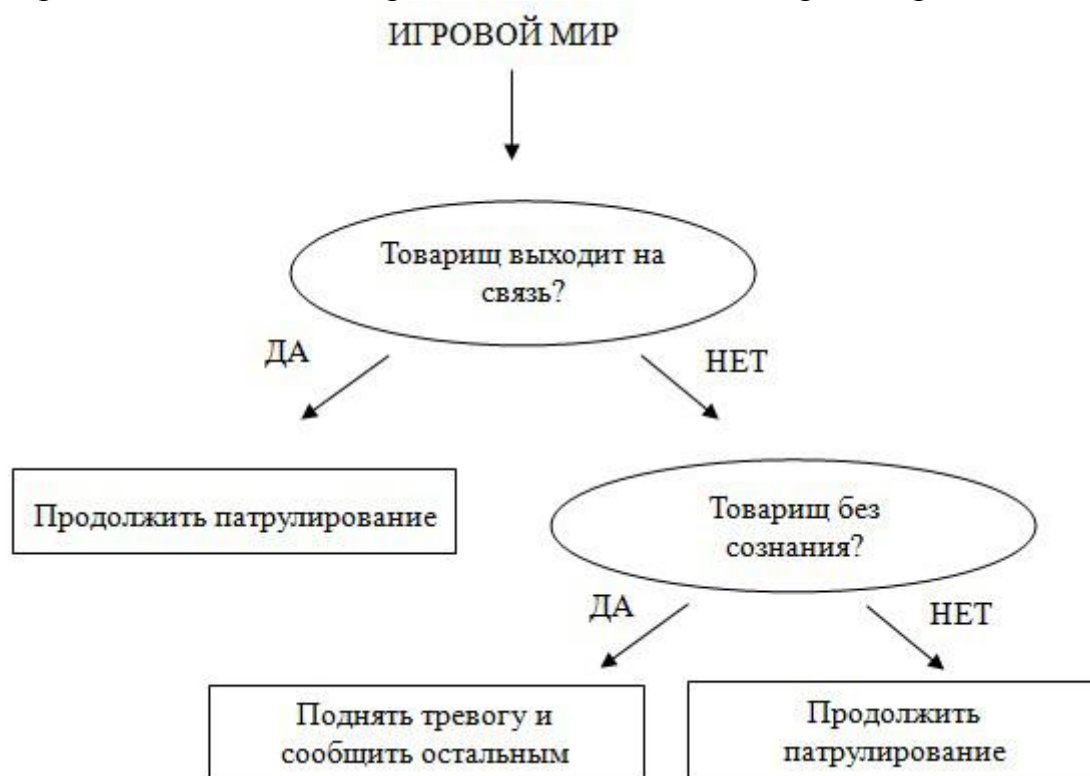 ИГРОВОЙ МИР
Товарищ выходит на
связь?
ДА
НЕТ
Продолжить патрулирование
Товарищ без
сознания?
ДА
НЕТ
Поднять тревогу и
сообщить остальным
Продолжить
патрулирование